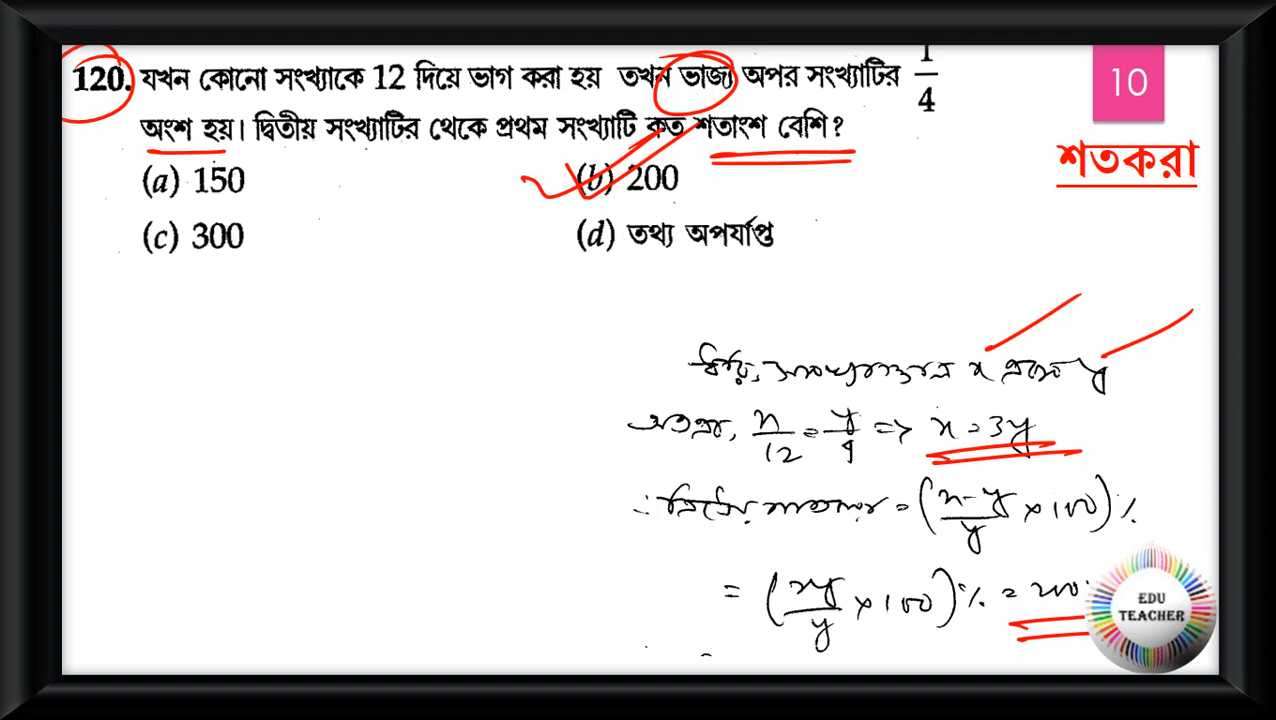 120. যখন কোনো সংখ্যাকে 12 দিয়ে ভাগ করা হয় তখন ভাজ্য অপর সংখ্যাটির 1/4
অংশ হয়। দ্বিতীয় সংখ্যাটির থেকে প্রথম সংখ্যাটি কত শতাংশ বেশি?
(a) 150 (b) 200
(c) 300 (d) তথ্য অপর্যাপ্ত
10
শতকরা
x y
x/12 = y/4 => x = 3y
= (x-y/y × 100) %
= (2y/y × 100) % = 200
EDU
TEACHER